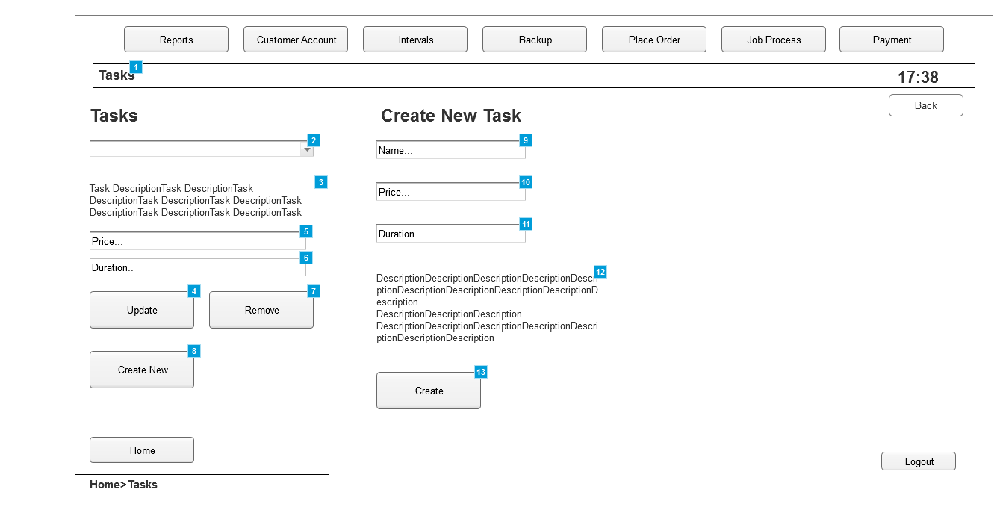 Reports
Customer Account
Intervals
Backup
Place Order
Job Process
Payment
Tasks
1
17:38
Back
Tasks
2
3
Task DescriptionTask DescriptionTask
DescriptionTask DescriptionTask DescriptionTask
DescriptionTask DescriptionTask DescriptionTask
5
Price...
6
Duration..
4
Update
7
Remove
8
Create New
Create New Task
9
Name...
10
Price...
11
Duration...
12
DescriptionDescriptionDescriptionDescriptionDescri
ptionDescriptionDescriptionDescriptionDescriptionD
escription
DescriptionDescriptionDescription
DescriptionDescriptionDescriptionDescriptionDescri
ptionDescriptionDescription
13
Create
Home
Logout
Home>Tasks